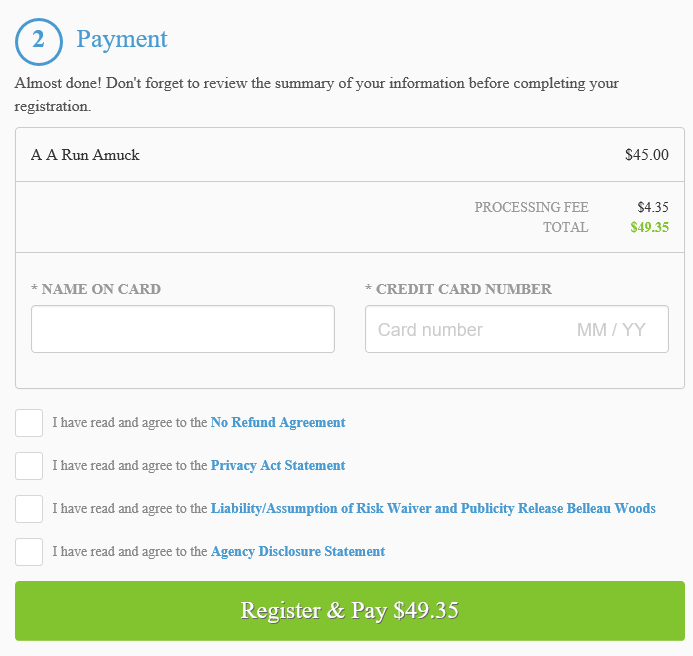 2 Payment
Almost done! Don't forget to review the summary of your information before completing your
registration.
A A Run Amuck $45.00
PROCESSING FEE $4.35
TOTAL $49.35
* NAME ON CARD * CREDIT CARD NUMBER
Card number MM / YY
I have read and agree to the No Refund Agreement
I have read and agree to the Privacy Act Statement
I have read and agree to the Liability/Assumption of Risk Waiver and Publicity Release Belleau Woods
I have read and agree to the Agency Disclosure Statement
Register & Pay $49.35